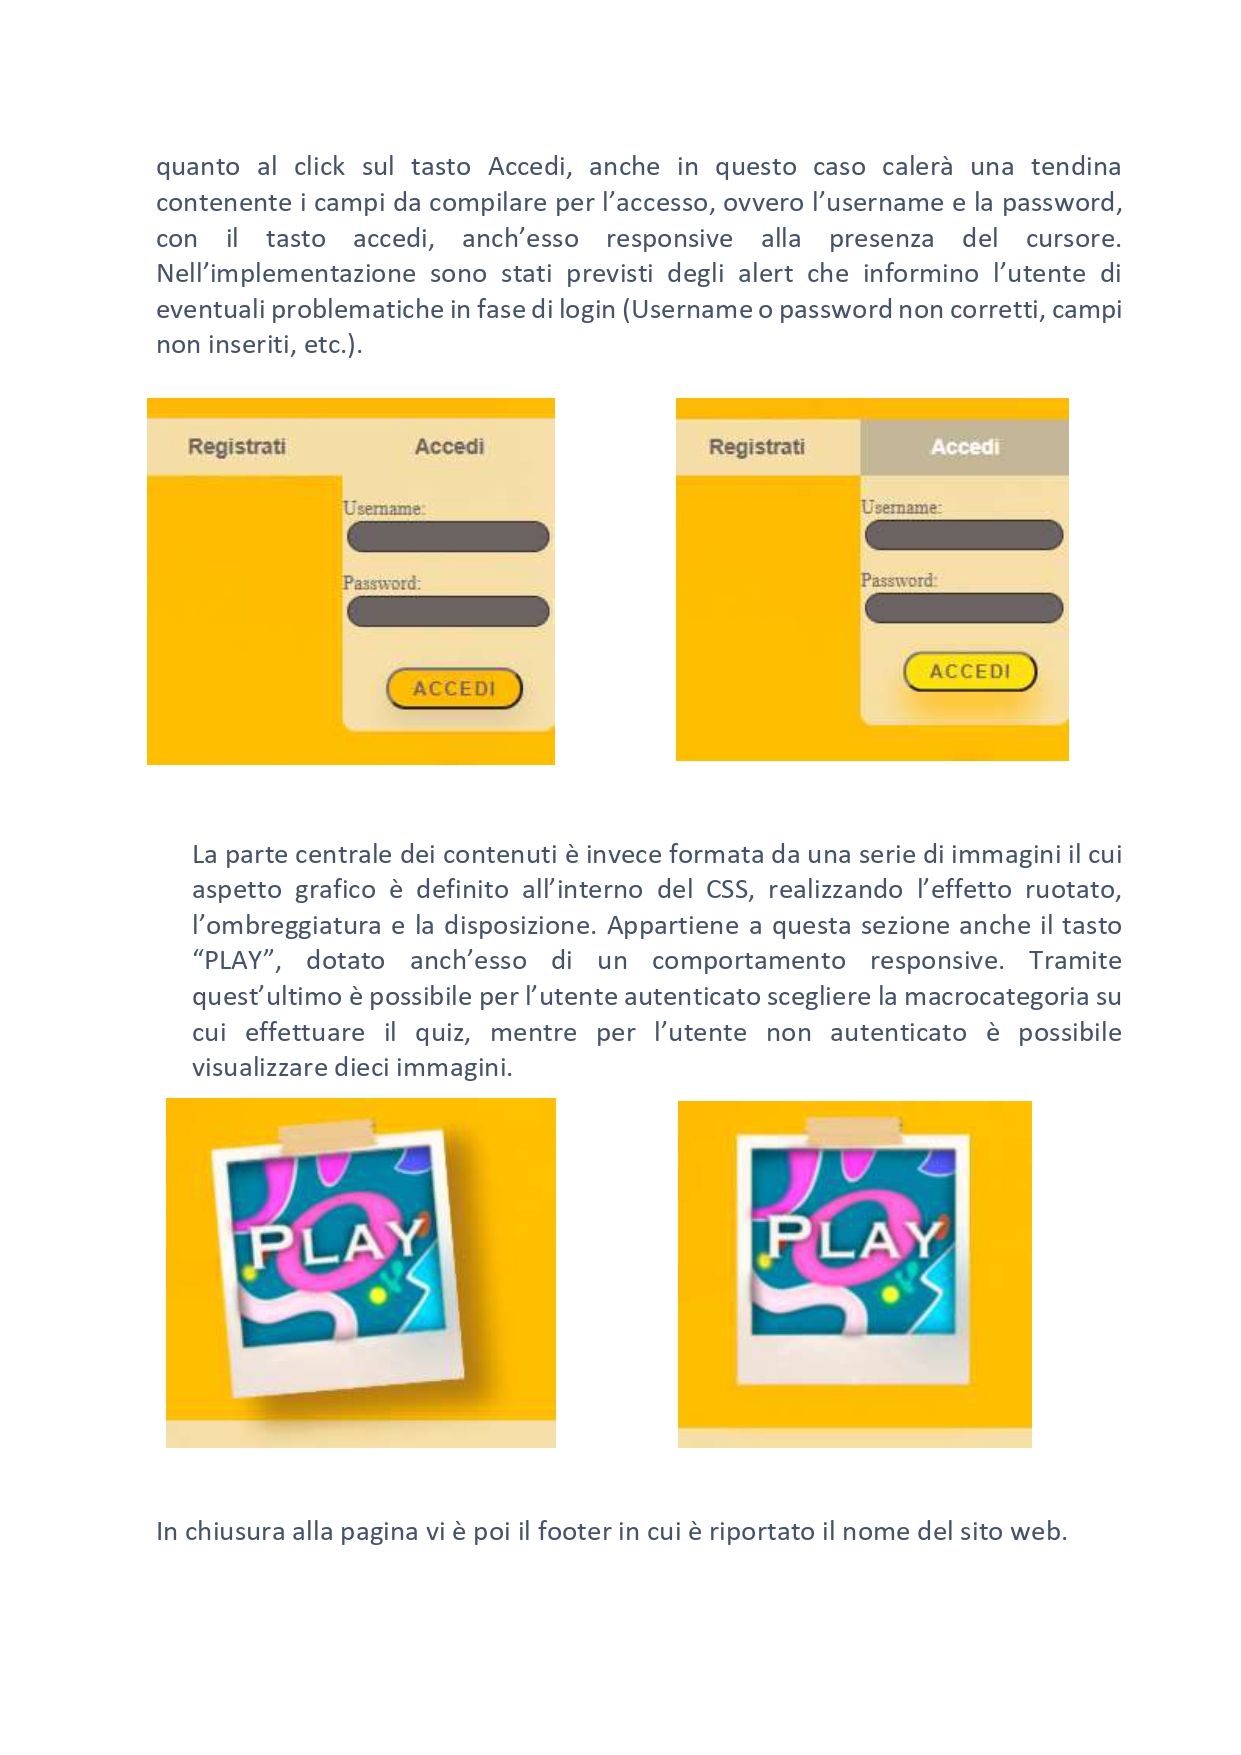 quanto al click sul tasto Accedi, anche in questo caso calerà una tendina
contenente i campi da compilare per l’accesso, ovvero l’username e la password,
con il tasto accedi, anch’esso responsive alla presenza del cursore.
Nell’implementazione sono stati previsti degli alert che informino l’utente di
eventuali problematiche in fase di login (Username o password non corretti, campi
non inseriti, etc.).
Registrati Accedi
Username:
Password:
ACCEDI
Registrati Accedi
Username:
Password:
ACCEDI
La parte centrale dei contenuti è invece formata da una serie di immagini il cui
aspetto grafico è definito all’interno del CSS, realizzando l’effetto ruotato,
l’ombreggiatura e la disposizione. Appartiene a questa sezione anche il tasto
“PLAY”, dotato anch’esso di un comportamento responsive. Tramite
quest’ultimo è possibile per l’utente autenticato scegliere la macrocategoria su
cui effettuare il quiz, mentre per l’utente non autenticato è possibile
visualizzare dieci immagini.
PLAY
PLAY
In chiusura alla pagina vi è poi il footer in cui è riportato il nome del sito web.